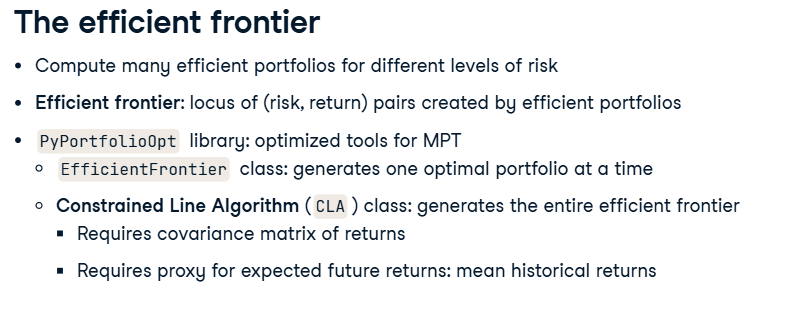 The efficient frontier
• Compute many efficient portfolios for different levels of risk
• Efficient frontier: locus of (risk, return) pairs created by efficient portfolios
• PyPortfolioOpt library: optimized tools for MPT
○ EfficientFrontier class: generates one optimal portfolio at a time
○ Constrained Line Algorithm (CLA) class: generates the entire efficient frontier
▪ Requires covariance matrix of returns
▪ Requires proxy for expected future returns: mean historical returns